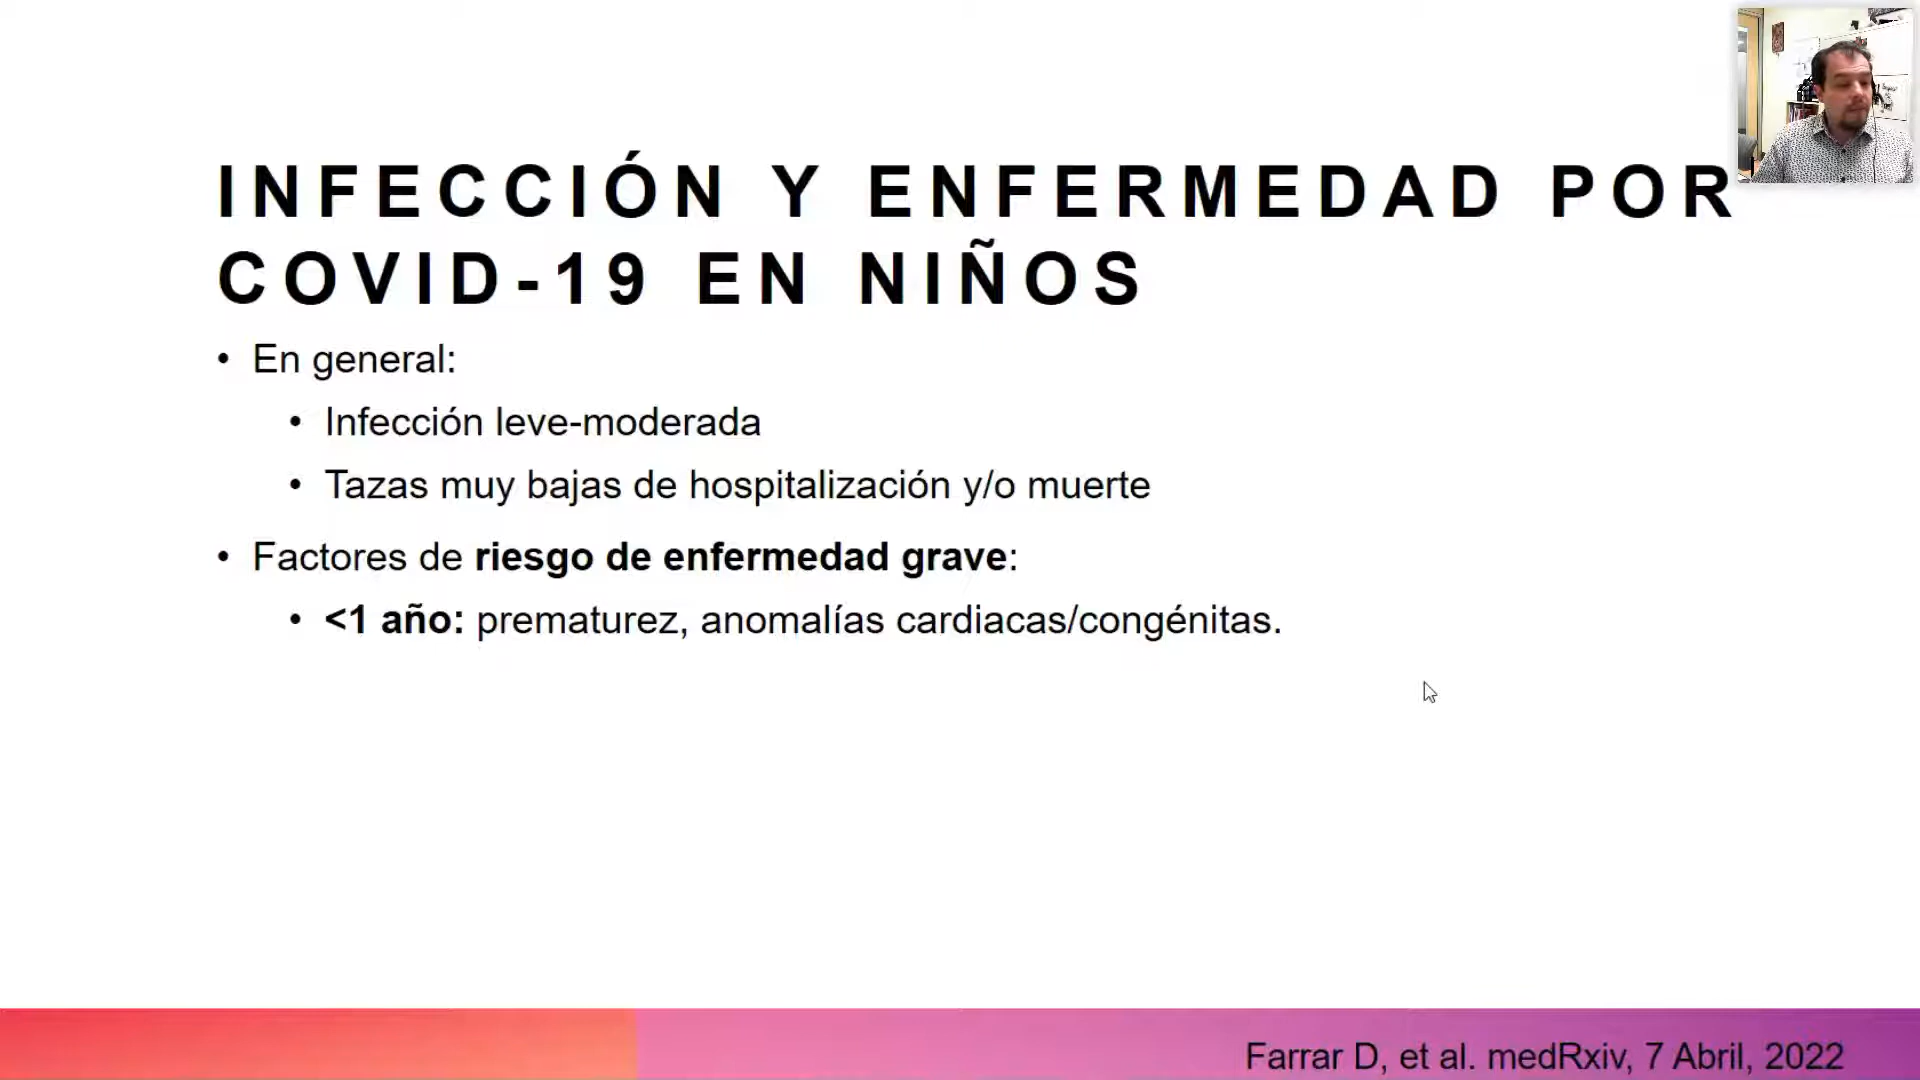 INFECCIÓN Y ENFERMEDAD POR
COVID-19 EN NIÑOS
• En general:
• Infección leve-moderada
• Tazas muy bajas de hospitalización y/o muerte
• Factores de riesgo de enfermedad grave:
• <1 año: prematurez, anomalías cardiacas/congénitas.
Farrar D, et al. medRxiv, 7 Abril, 2022